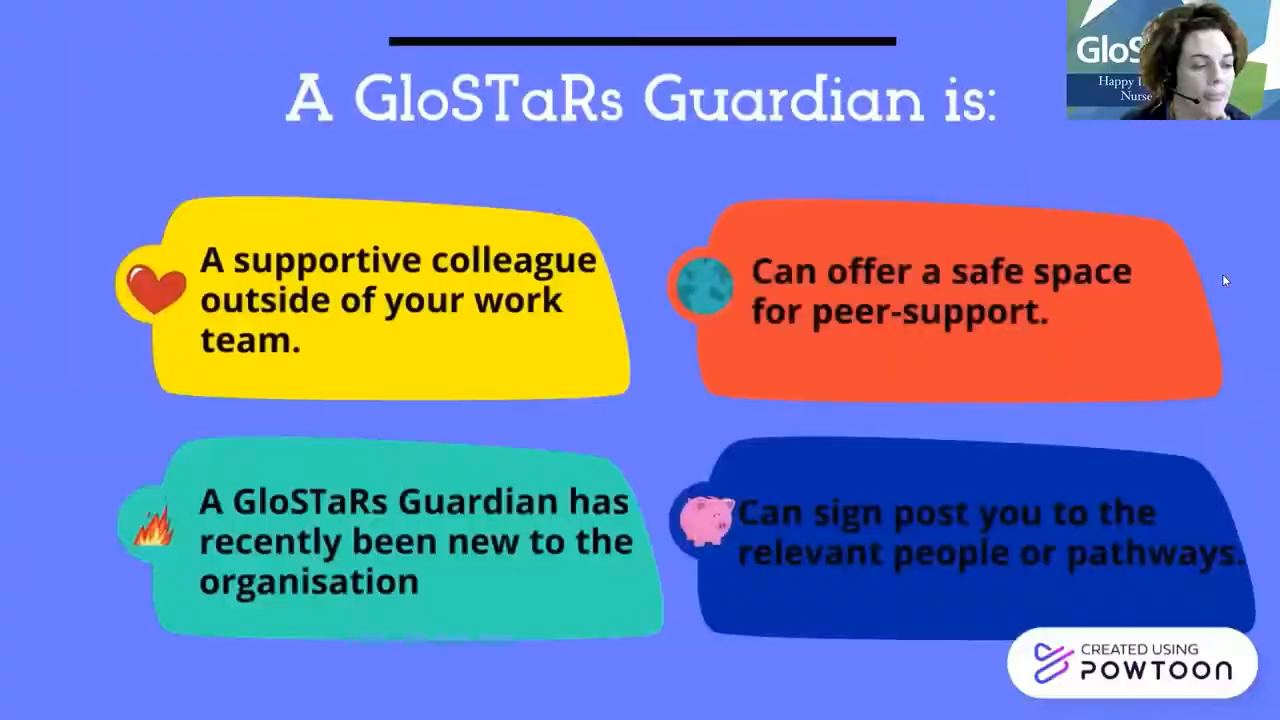 A GloSTaRs Guardian is:
A supportive colleague
outside of your work
team.
Can offer a safe space
for peer-support.
A GloSTaRs Guardian has
recently been new to the
organisation
Can sign post you to the
relevant people or pathways.
CREATED USING
POWTOON
Happy
Nurse